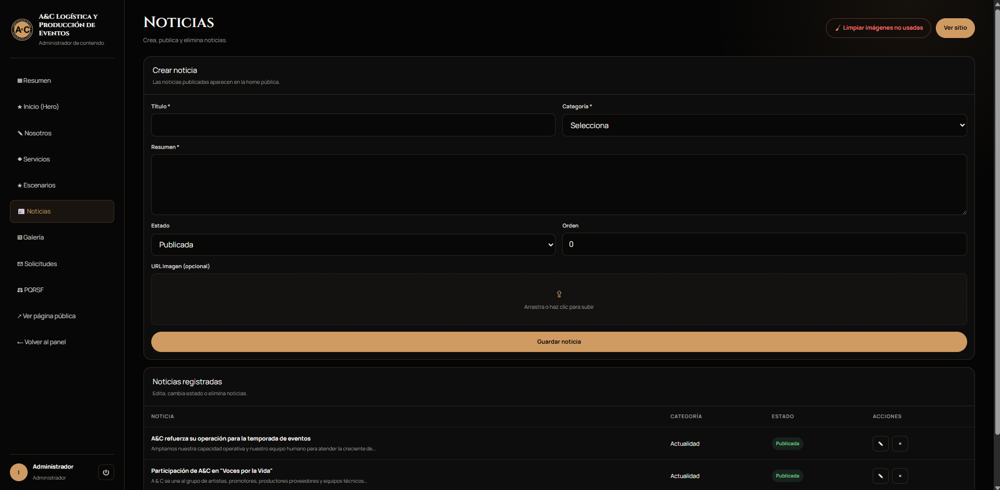 A&C Logística y
Producción de
Eventos
Administrador de contenido
Resumen
Inicio (Hero)
Nosotros
Servicios
Escenarios
Noticias
Galería
Solicitudes
PQRSF
Ver página pública
Volver al panel
I
Administrador
Administrador
Noticias
Crea, publica y elimina noticias.
Limpiar imágenes no usadas
Ver sitio
Crear noticia
Las noticias publicadas aparecen en la home pública.
Título *
Categoría *
Selecciona
Resumen *
Estado
Orden
Publicada
0
URL imagen (opcional)
Arrastra o haz clic para subir
Guardar noticia
Noticias registradas
Edita, cambia estado o elimina noticias.
NOTICIA CATEGORÍA ESTADO ACCIONES
A&C refuerza su operación para la temporada de eventos
Ampliamos nuestra capacidad operativa y nuestro equipo humano para atender la creciente de...
Actualidad
Publicada
Participación de A&C en "Voces por la Vida"
A & C se une al grupo de artistas, promotores, productores proveedores y equipos técnicos...
Actualidad
Publicada